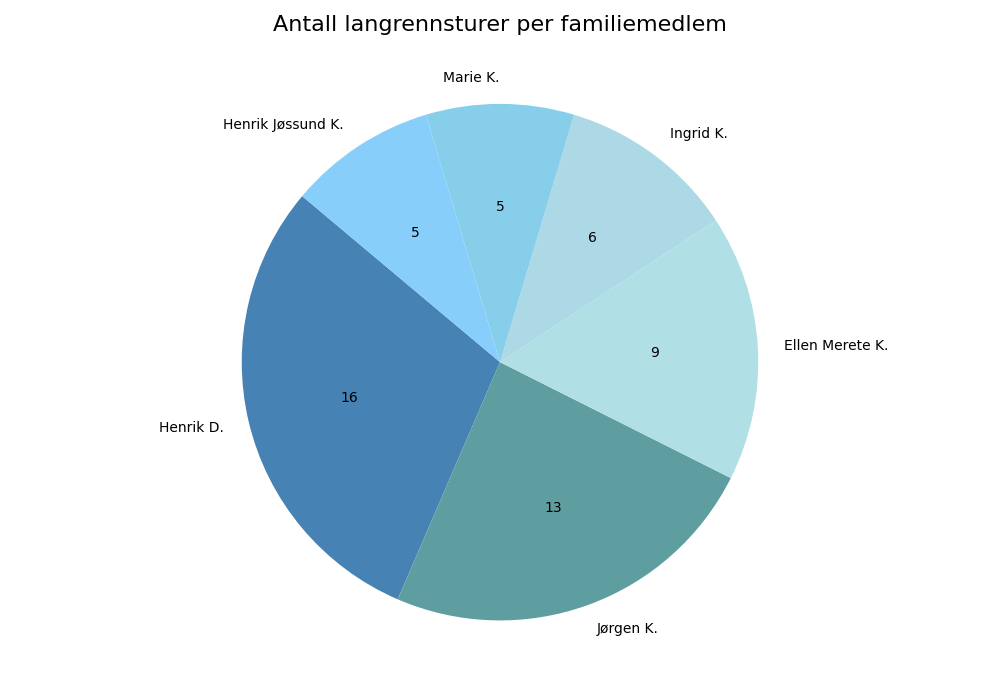 Antall langrennsturer per familiemedlem
Marie K.
Henrik Jøssund K.
Ingrid K.
5
5
6
Ellen Merete K.
9
16
Henrik D.
13
Jørgen K.